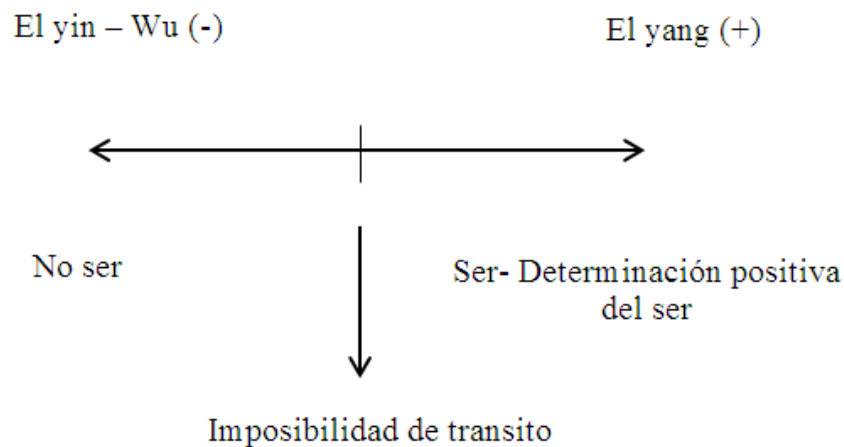 El yin – Wu (-)
El yang (+)
No ser
Ser- Determinación positiva
del ser
Imposibilidad de transito